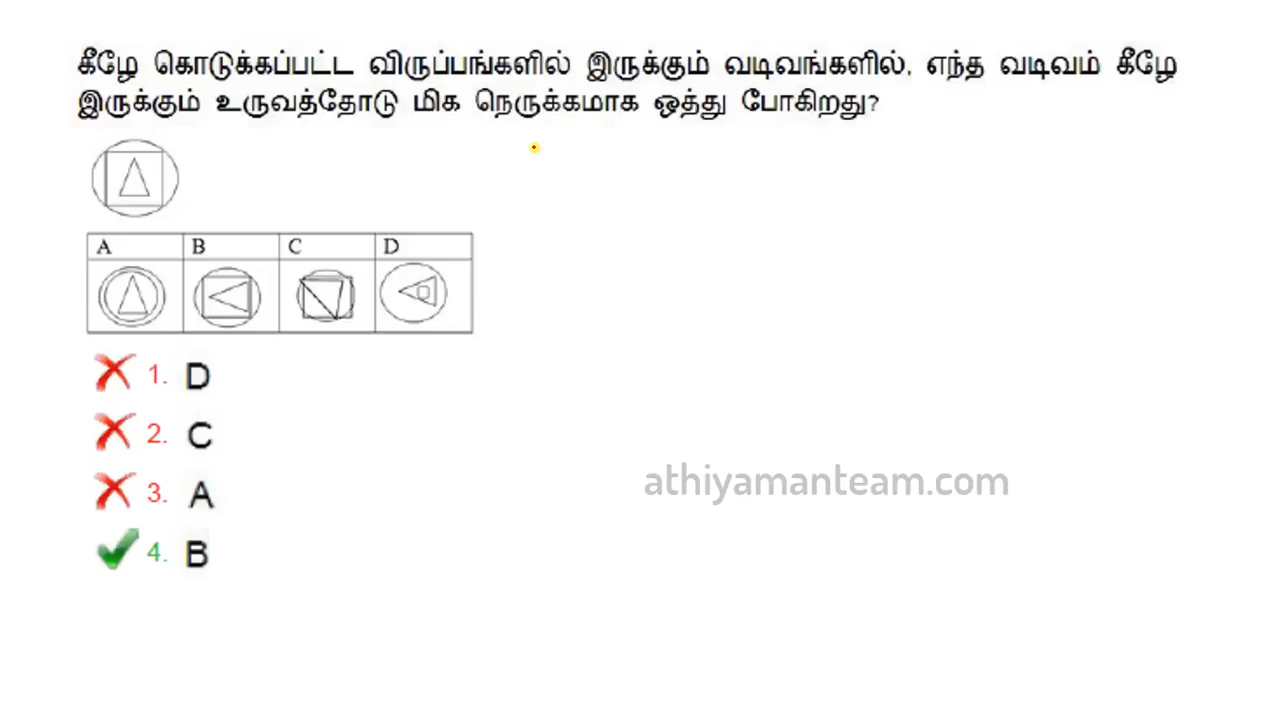 கீழே கொடுக்கப்பட்ட விருப்பங்களில் இருக்கும் வடிவங்களில், எந்த வடிவம் கீழே
இருக்கும் உருவத்தோடு மிக நெருக்கமாக ஒத்து போகிறது?
A B C D
1. D
2. C
3. A
4. B
athiyamanteam.com